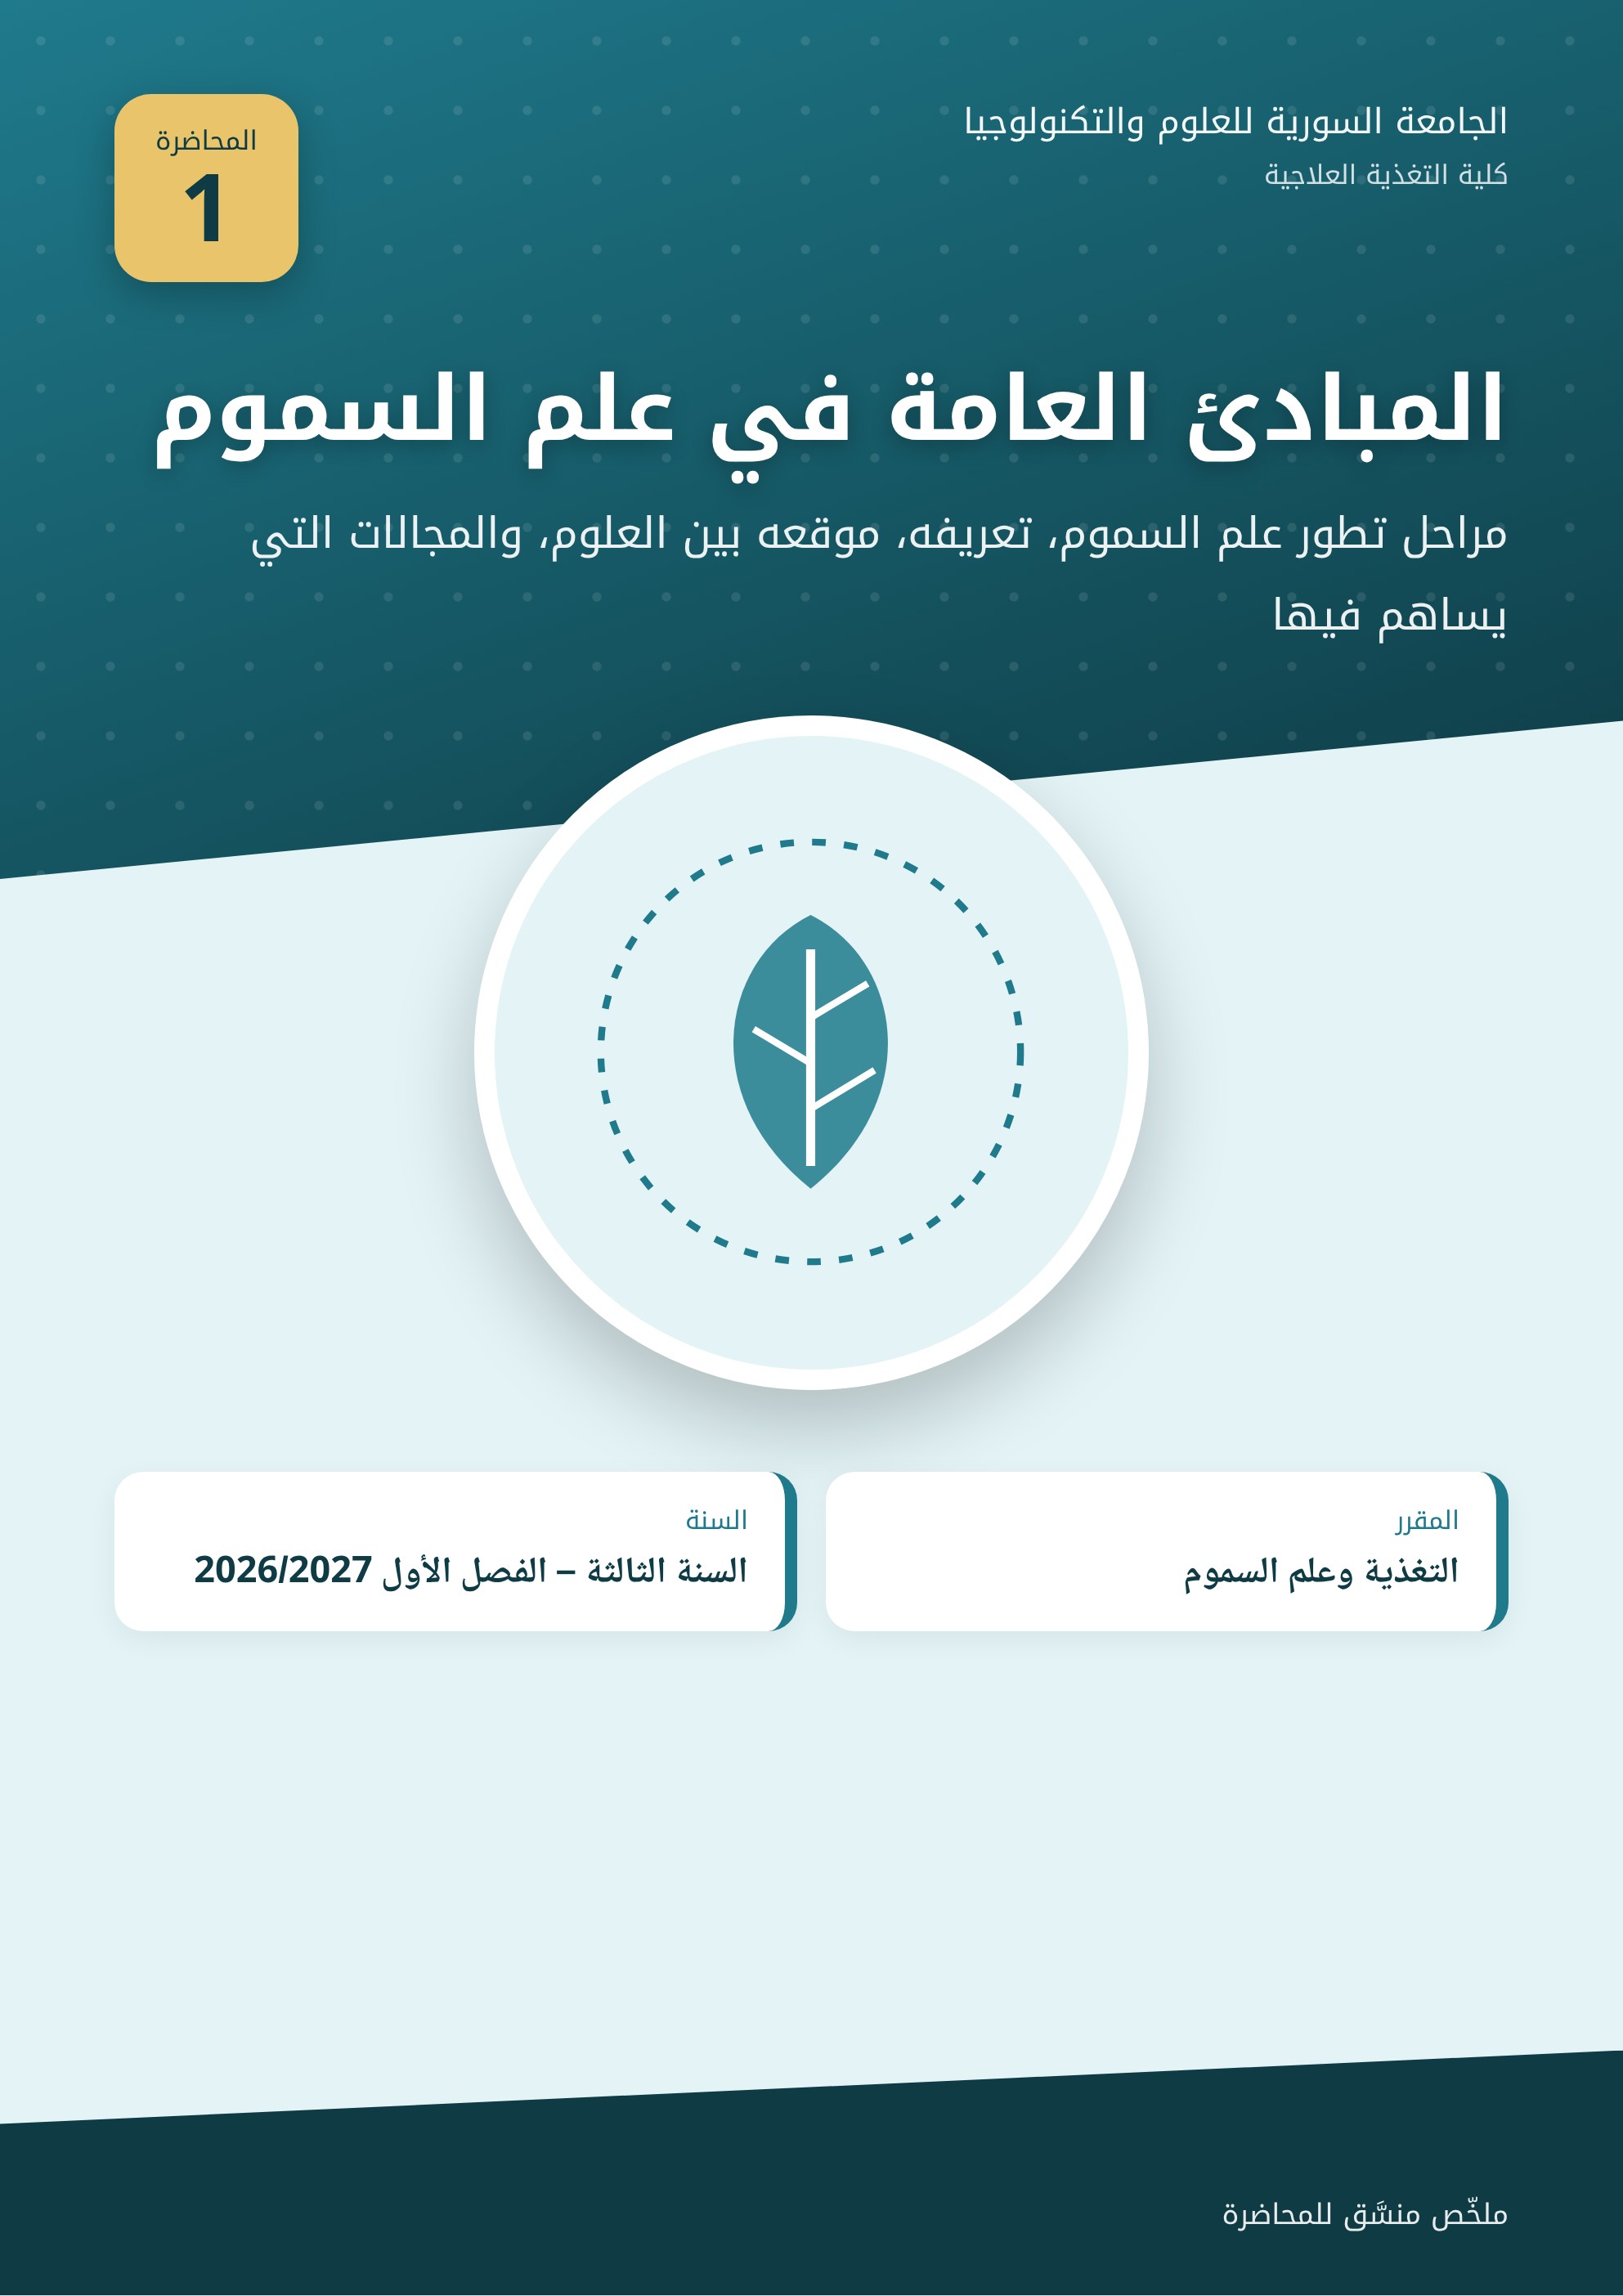 الجامعة السورية للعلوم والتكنولوجيا
كلية التغذية العلاجية
المحاضرة
1
المبادئ العامة في علم السموم
مراحل تطور علم السموم، تعريفه، موقعه بين العلوم، والمجالات التي
يساهم فيها
المقرر
التغذية وعلم السموم
السنة
السنة الثالثة – الفصل الأول 2026/2027
ملخّص منسَّق للمحاضرة